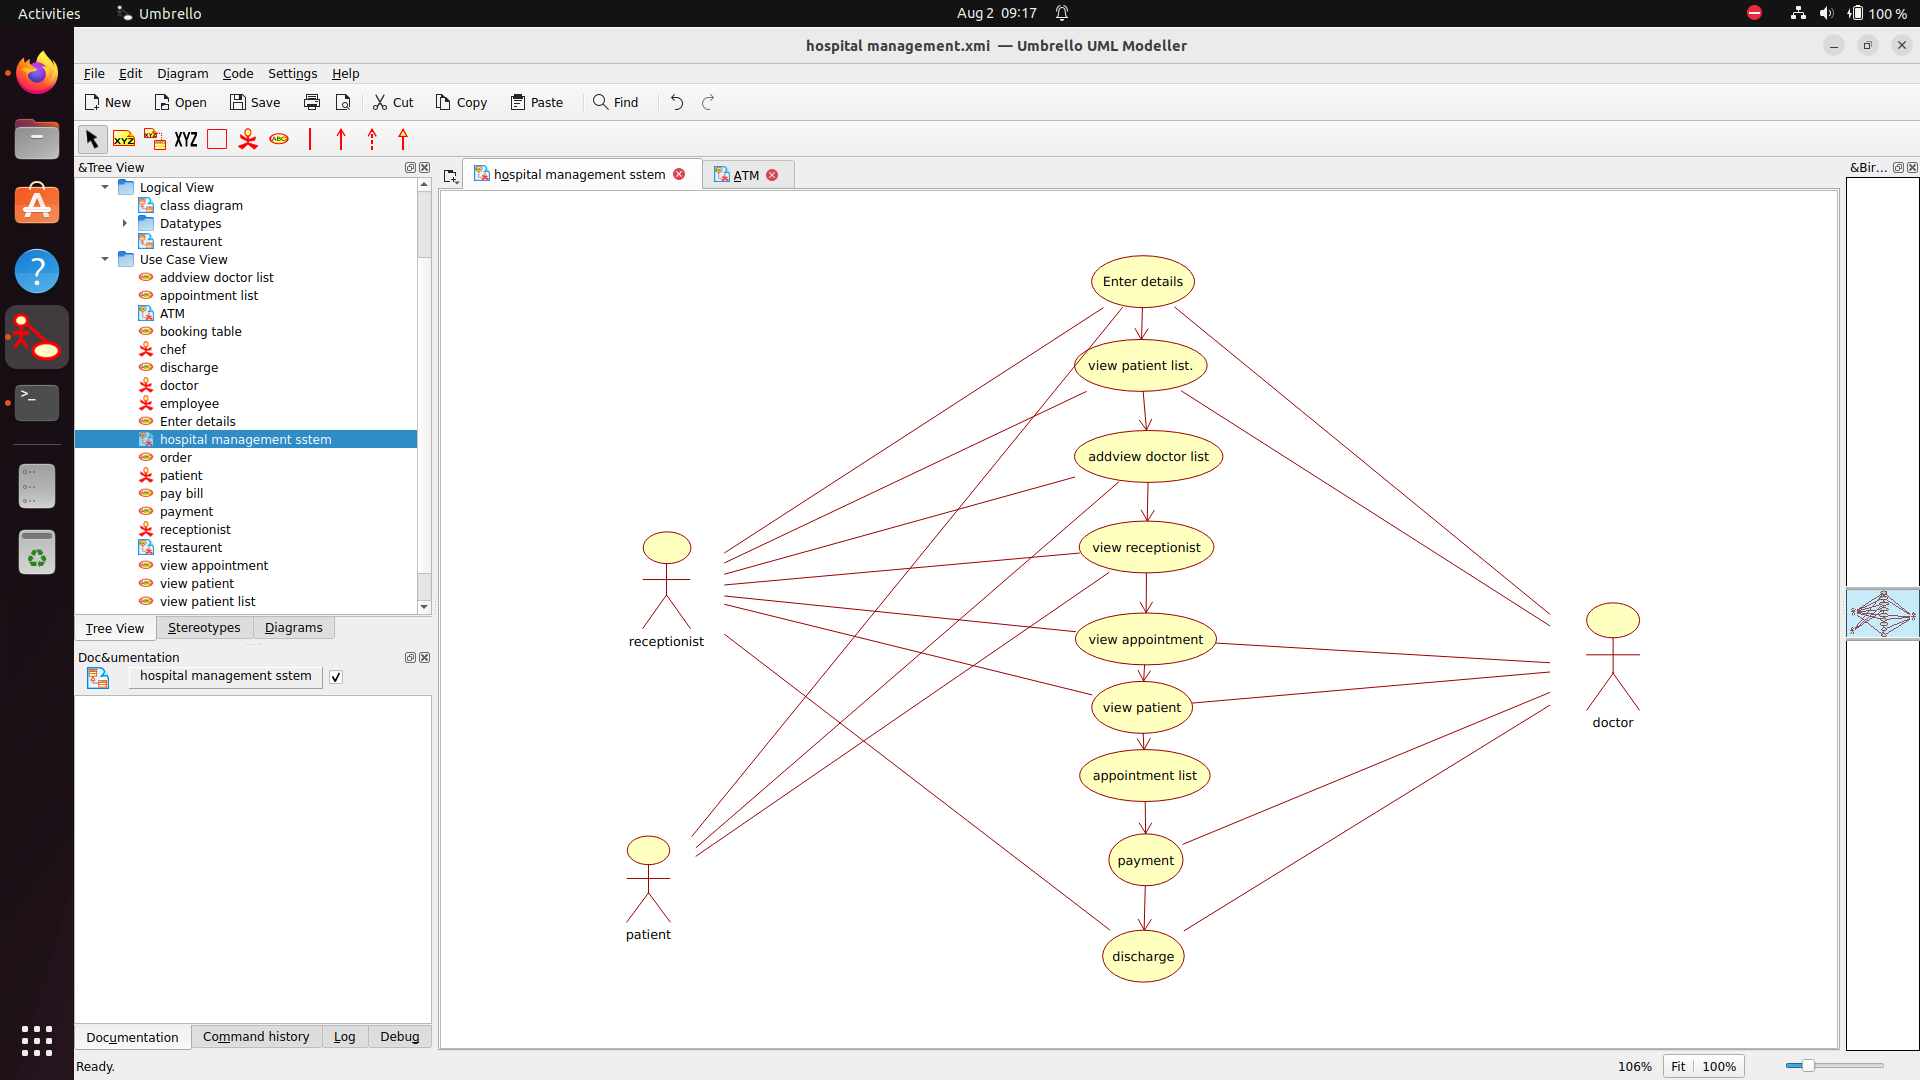 Activities
Umbrello
Aug 2 09:17
100 %
hospital management.xmi — Umbrello UML Modeller
File Edit Diagram Code Settings Help
New Open Save Cut Copy Paste Find
XYZ XYZ XYZ ABC
&Tree View
Logical View
class diagram
Datatypes
restaurent
Use Case View
addview doctor list
appointment list
ATM
booking table
chef
discharge
doctor
employee
Enter details
hospital management sstem
order
patient
pay bill
payment
receptionist
restaurent
view appointment
view patient
view patient list
Tree View Stereotypes Diagrams
Doc&umentation
hospital management sstem
Documentation Command history Log Debug
Ready.
hospital management sstem
ATM
&Bir...
Enter details
view patient list.
addview doctor list
view receptionist
view appointment
view patient
appointment list
payment
discharge
receptionist
patient
doctor
106% Fit 100%